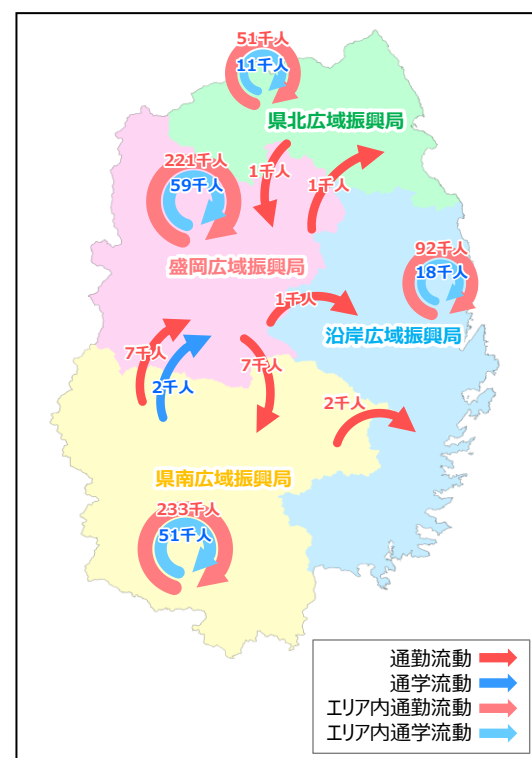 51千人
11千人
県北広域振興局
221千人
59千人
1千人
1千人
盛岡広域振興局
92千人
18千人
1千人
沿岸広域振興局
7千人
2千人
7千人
2千人
県南広域振興局
233千人
51千人
通勤流動
通学流動
エリア内通勤流動
エリア内通学流動